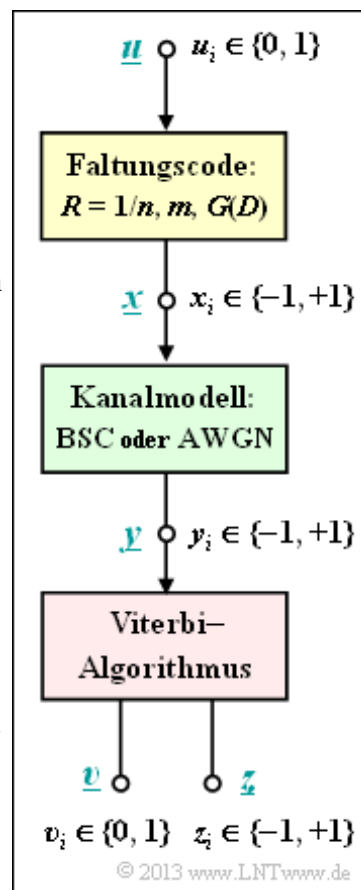 u u_i ∈ {0, 1}
Faltungscode:
R = 1/n, m, G(D)
x x_i ∈ {−1, +1}
Kanalmodell:
BSC oder AWGN
y y_i ∈ {−1, +1}
Viterbi–
Algorithmus
v z
v_i ∈ {0, 1} z_i ∈ {−1, +1}
© 2013 www.LNTwww.de